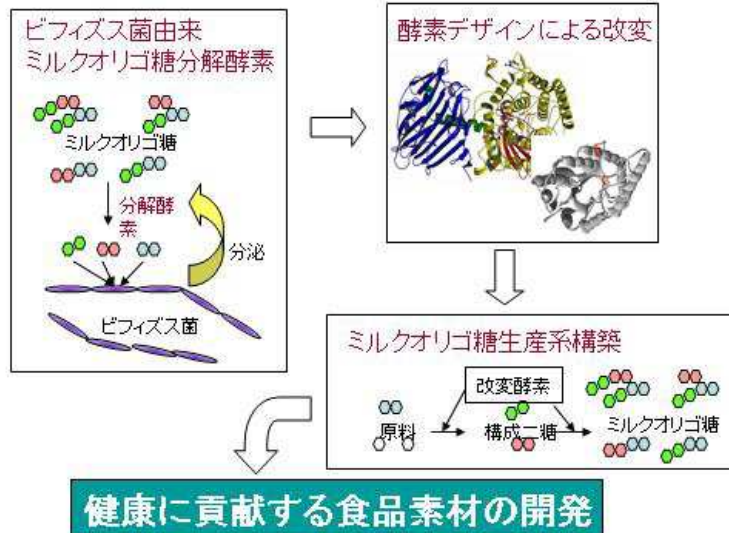 ビフィズス菌由来
ミルクオリゴ糖分解酵素
ミルクオリゴ糖
分解酵
素
分泌
ビフィズス菌
酵素デザインによる改変
ミルクオリゴ糖生産系構築
改変酵素
原料
構成二糖
ミルクオリゴ糖
健康に貢献する食品素材の開発